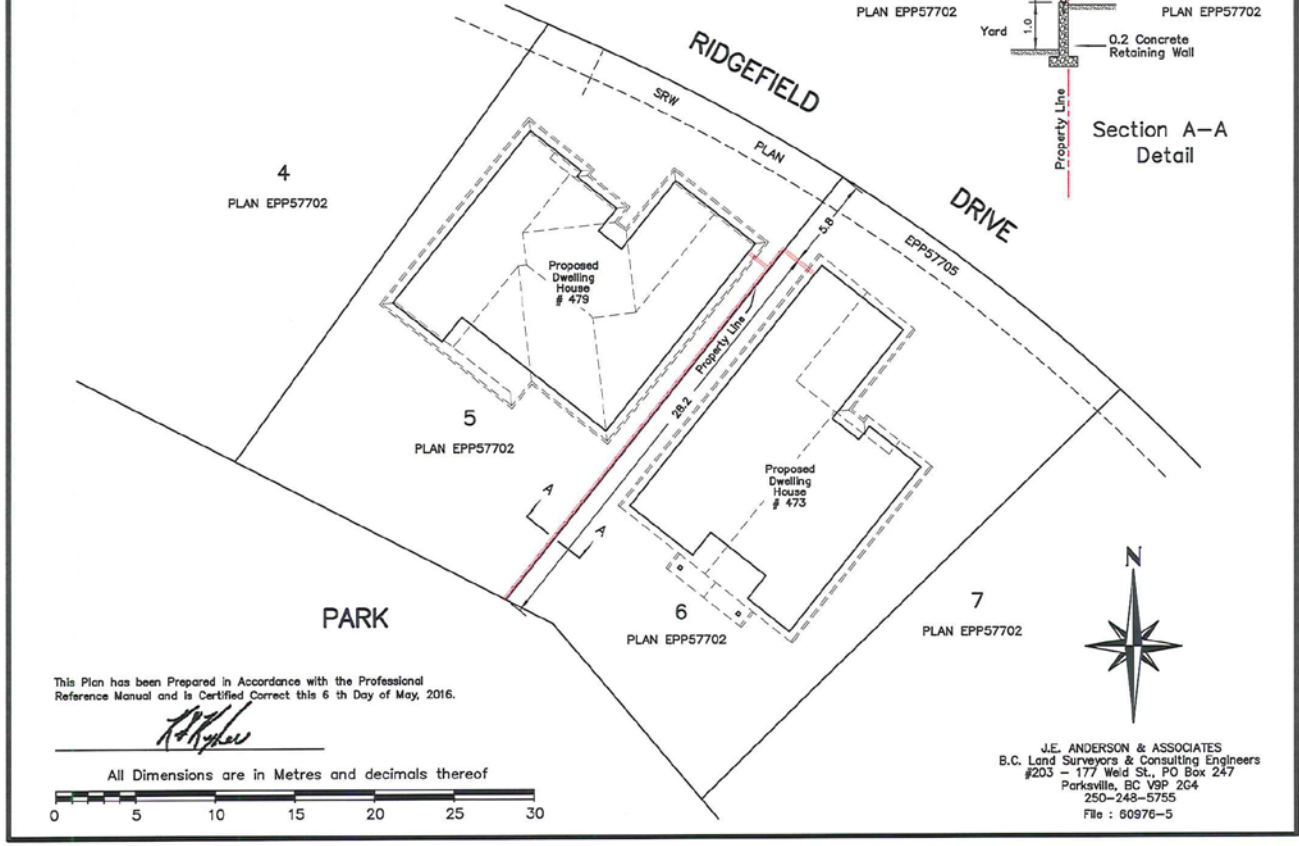 PLAN EPP57702
PLAN EPP57702
Yard
1.0
0.2 Concrete
Retaining Wall
Property Line
Section A-A
Detail
RIDGEFIELD
DRIVE
SRW
PLAN
EPP57705
4
PLAN EPP57702
5.8
Proposed
Dwelling
House
# 479
Property Line
28.2
5
PLAN EPP57702
A
A
Proposed
Dwelling
House
# 473
PARK
6
PLAN EPP57702
7
PLAN EPP57702
N
This Plan has been Prepared in Accordance with the Professional
Reference Manual and is Certified Correct this 6 th Day of May, 2016.
All Dimensions are in Metres and decimals thereof
0 5 10 15 20 25 30
J.E. ANDERSON & ASSOCIATES
B.C. Land Surveyors & Consulting Engineers
#203 - 177 Weld St., PO Box 247
Parksville, BC V9P 2G4
250-248-5755
File : 60976-5